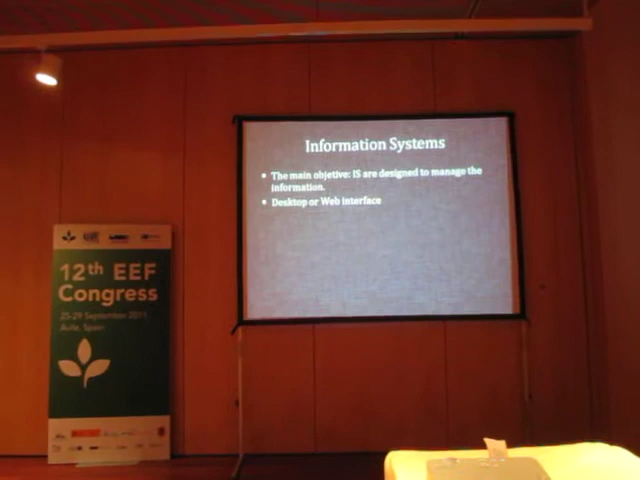 Information Systems
• The main objetive: IS are designed to manage the
information.
• Desktop or Web interface
12th EEF
Congress
25-29 September 2011
Avila, Spain